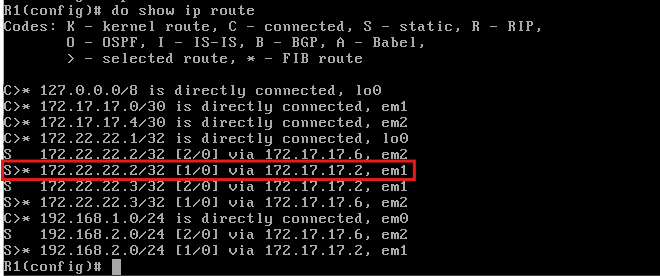 R1(config)# do show ip route
Codes: K - kernel route, C - connected, S - static, R - RIP,
       O - OSPF, I - IS-IS, B - BGP, A - Babel,
       > - selected route, * - FIB route

C>* 127.0.0.0/8 is directly connected, lo0
C>* 172.17.17.0/30 is directly connected, em1
C>* 172.17.17.4/30 is directly connected, em2
C>* 172.22.22.1/32 is directly connected, lo0
S   172.22.22.2/32 [2/0] via 172.17.17.6, em2
S>* 172.22.22.2/32 [1/0] via 172.17.17.2, em1
S   172.22.22.3/32 [2/0] via 172.17.17.2, em1
S>* 172.22.22.3/32 [1/0] via 172.17.17.6, em2
C>* 192.168.1.0/24 is directly connected, em0
S   192.168.2.0/24 [2/0] via 172.17.17.6, em2
S>* 192.168.2.0/24 [1/0] via 172.17.17.2, em1
R1(config)#